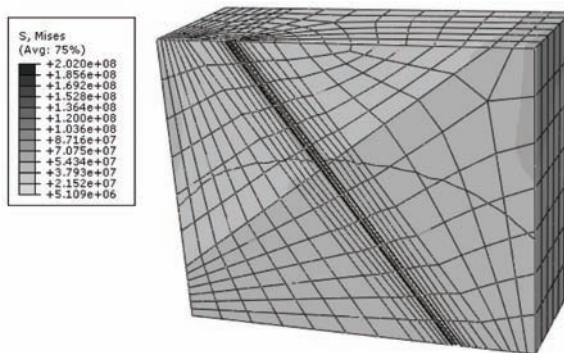 S, Mises
(Avg: 75%)
+2.020e+08
+1.856e+08
+1.692e+08
+1.528e+08
+1.364e+08
+1.200e+08
+1.036e+08
+8.716e+07
+7.075e+07
+5.434e+07
+3.793e+07
+2.152e+07
+5.109e+06